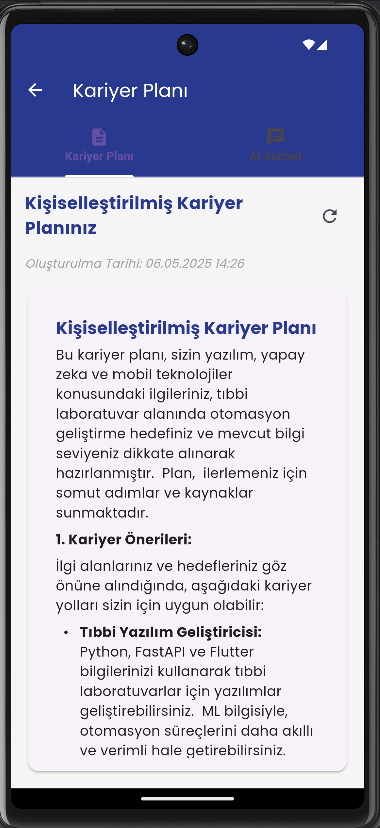 Kariyer Planı
Kariyer Planı
AI Sohbet
Kişiselleştirilmiş Kariyer
Planınız
Oluşturulma Tarihi: 06.05.2025 14:26
Kişiselleştirilmiş Kariyer Planı
Bu kariyer planı, sizin yazılım, yapay
zeka ve mobil teknolojiler
konusundaki ilgileriniz, tıbbi
laboratuvar alanında otomasyon
geliştirme hedefiniz ve mevcut bilgi
seviyeniz dikkate alınarak
hazırlanmıştır.  Plan,  ilerlemeniz için
somut adımlar ve kaynaklar
sunmaktadır.
1. Kariyer Önerileri:
İlgi alanlarınız ve hedefleriniz göz
önüne alındığında, aşağıdaki kariyer
yolları sizin için uygun olabilir:
• Tıbbi Yazılım Geliştiricisi:
Python, FastAPI ve Flutter
bilgilerinizi kullanarak tıbbi
laboratuvarlar için yazılımlar
geliştirebilirsiniz.  ML bilgisiyle,
otomasyon süreçlerini daha akıllı
ve verimli hale getirebilirsiniz.